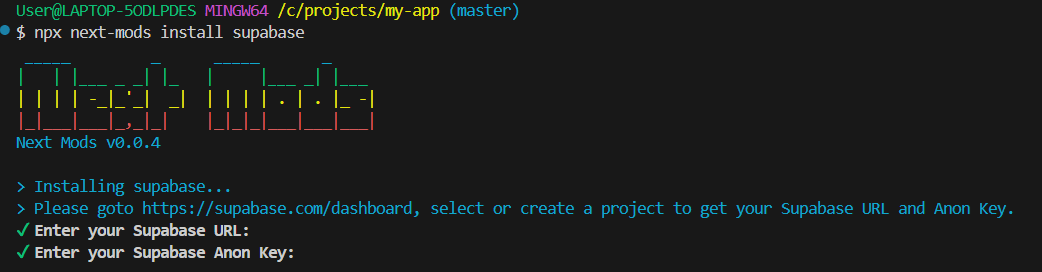 User@LAPTOP-5ODLPDES MINGW64 /c/projects/my-app (master)
$ npx next-mods install supabase
Next Mods
Next Mods v0.0.4
> Installing supabase...
> Please goto https://supabase.com/dashboard, select or create a project to get your Supabase URL and Anon Key.
✓ Enter your Supabase URL:
✓ Enter your Supabase Anon Key: